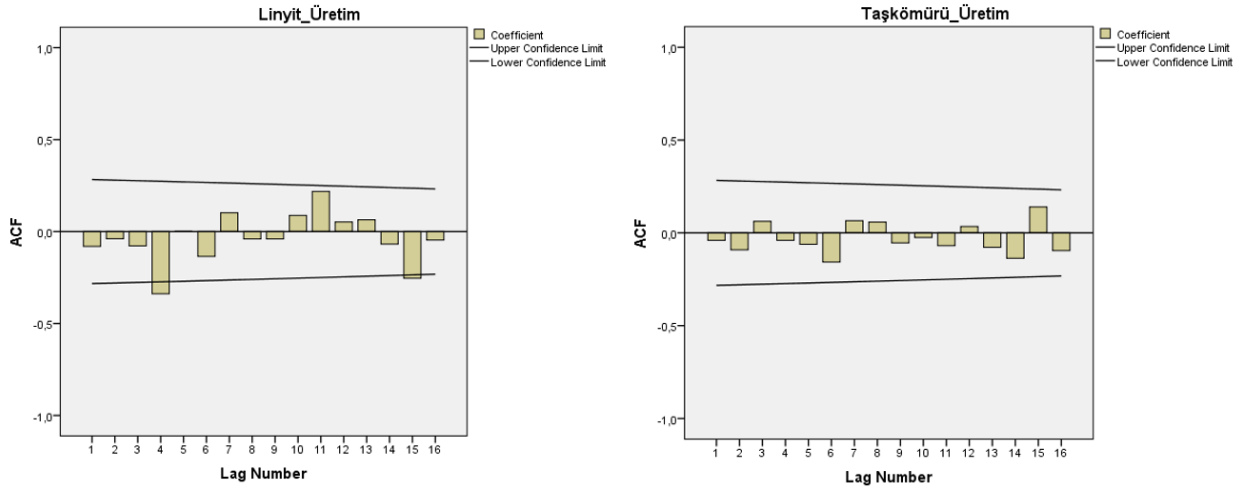 Linyit_Üretim
Coefficient
Upper Confidence Limit
Lower Confidence Limit
1,0
0,5
0,0
-0,5
-1,0
ACF
1 2 3 4 5 6 7 8 9 10 11 12 13 14 15 16
Lag Number
Taşkömürü_Üretim
Coefficient
Upper Confidence Limit
Lower Confidence Limit
1,0
0,5
0,0
-0,5
-1,0
ACF
1 2 3 4 5 6 7 8 9 10 11 12 13 14 15 16
Lag Number